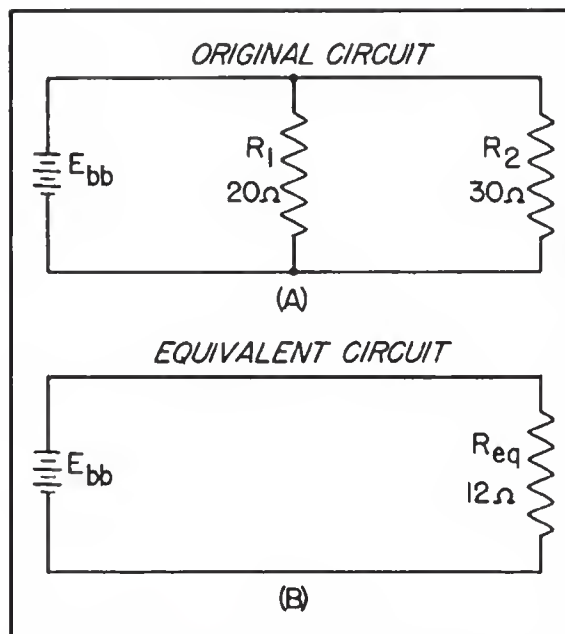 ORIGINAL CIRCUIT
E_bb
R_1
20Ω
R_2
30Ω
(A)
EQUIVALENT CIRCUIT
E_bb
R_eq
12Ω
(B)